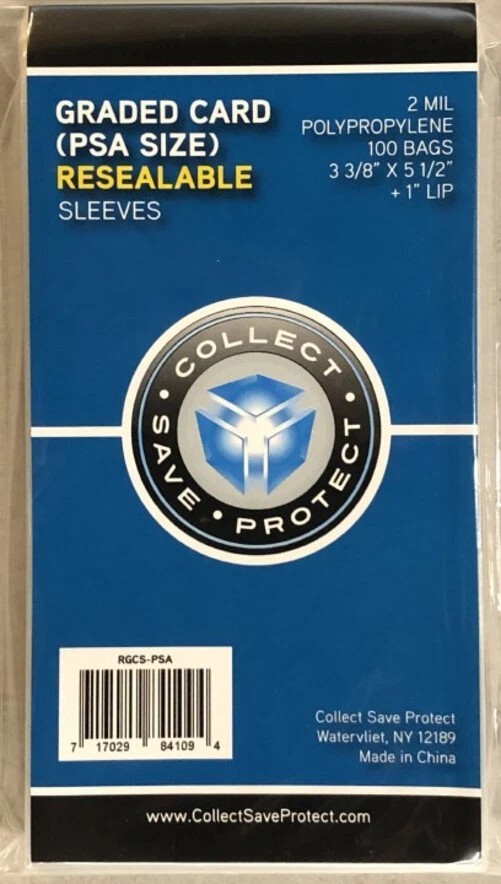 GRADED CARD
(PSA SIZE)
RESEALABLE
SLEEVES
2 MIL
POLYPROPYLENE
100 BAGS
3 3/8" X 5 1/2"
+ 1" LIP
COLLECT
SAVE • PROTECT
RGCS-PSA
7 17029 84109 4
Collect Save Protect
Watervliet, NY 12189
Made in China
www.CollectSaveProtect.com